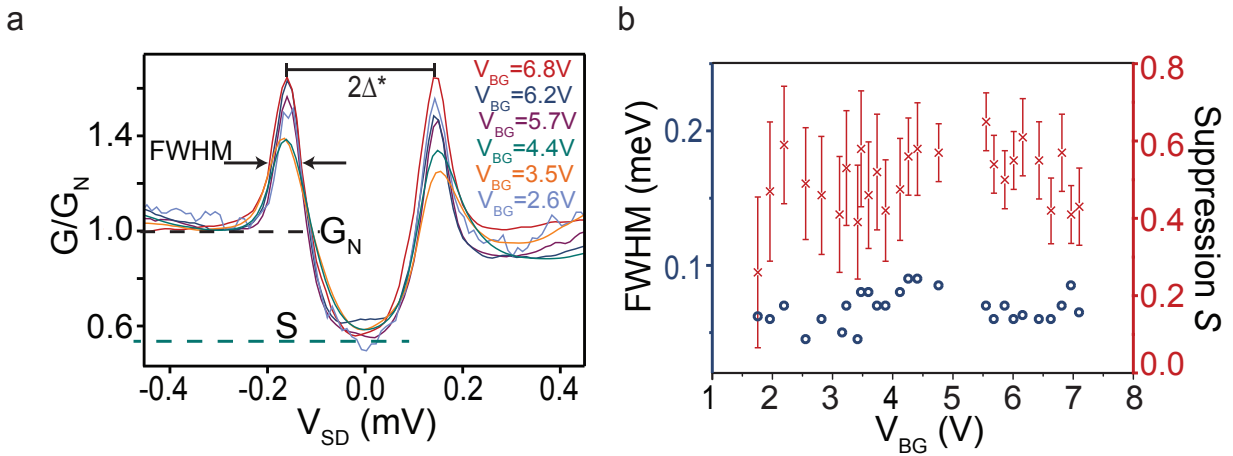 a
V_BG=6.8V
V_BG=6.2V
V_BG=5.7V
V_BG=4.4V
V_BG=3.5V
V_BG=2.6V
2Δ*
FWHM
G_N
S
G/G_N
1.4
1.0
0.6
-0.4
-0.2
0.0
0.2
0.4
V_SD (mV)
b
FWHM (meV)
0.2
0.1
1
2
3
4
5
6
7
8
V_BG (V)
0.8
0.6
0.4
0.2
0.0
Suppression S